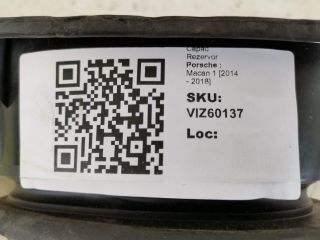 Capac
Rezervor
Porsche :
Macan 1 [2014
- 2018]
SKU:
VIZ60137
Loc: